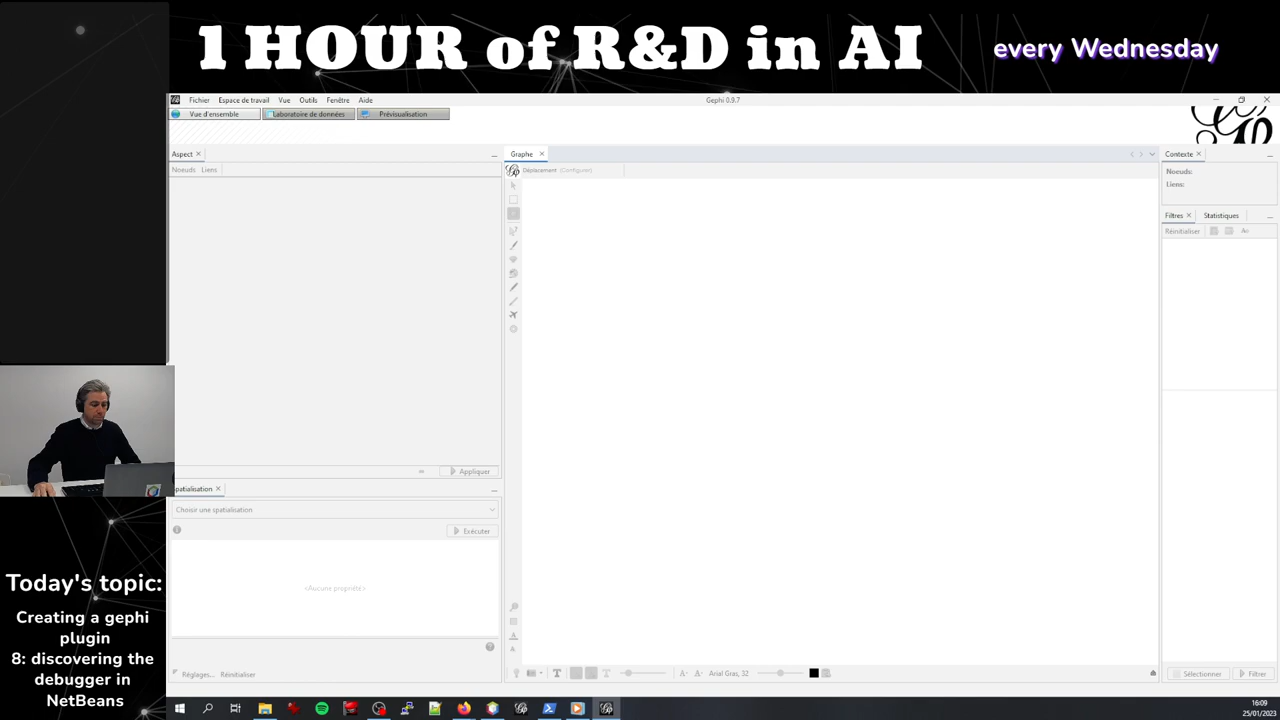 1 HOUR of R&D in AI
every Wednesday
Gephi 0.9.7
Fichier Espace de travail Vue Outils Fenêtre Aide
Vue d'ensemble Laboratoire de données Prévisualisation
Aspect
Noeuds Liens
Appliquer
patialisation
Choisir une spatialisation
Exécuter
<Aucune propriété>
Réglages... Réinitialiser
Graphe
Déplacement (Configurer)
Arial Gras, 32
Contexte
Noeuds:
Liens:
Filtres Statistiques
Réinitialiser
Sélectionner Filtrer
Today's topic:
Creating a gephi
plugin
8: discovering the
debugger in
NetBeans
16:09
25/01/2023